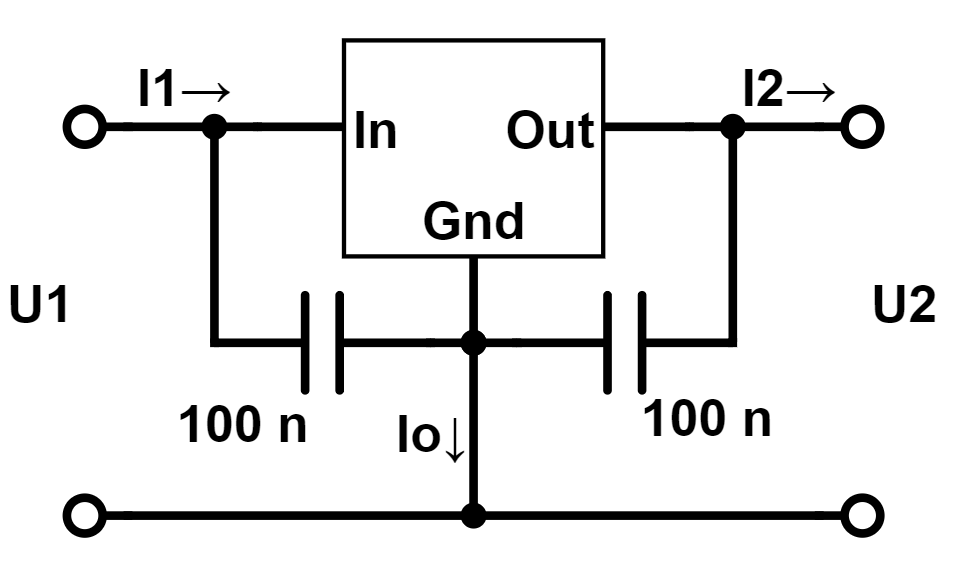 I1→
I2→
In
Out
Gnd
U1
U2
100 n
Io↓
100 n